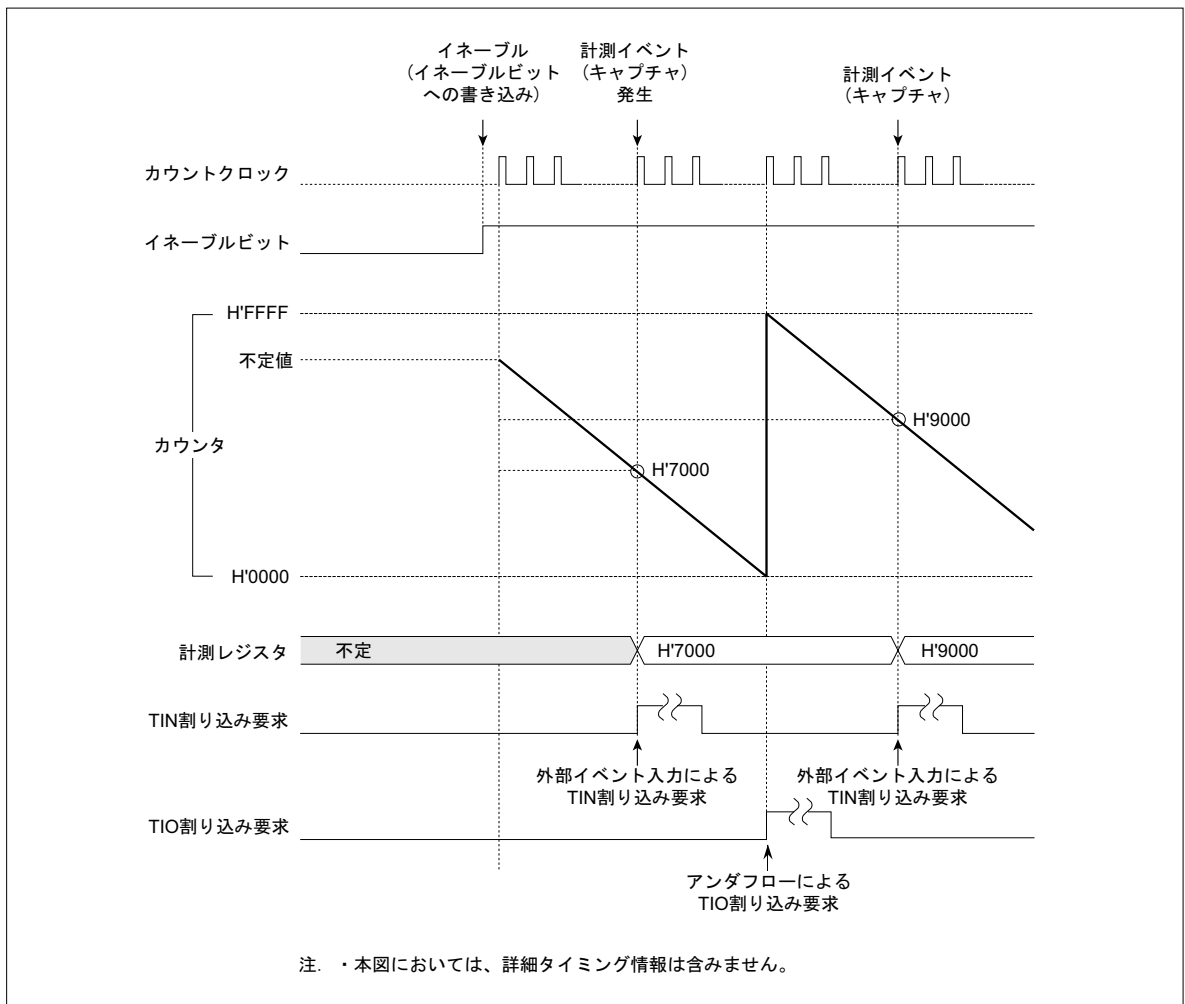 イネーブル
(イネーブルビット
への書き込み)
計測イベント
(キャプチャ)
発生
計測イベント
(キャプチャ)
カウントクロック
イネーブルビット
H'FFFF
不定値
カウンタ
H'9000
H'7000
H'0000
計測レジスタ
不定
H'7000
H'9000
TIN割り込み要求
外部イベント入力による
TIN割り込み要求
外部イベント入力による
TIN割り込み要求
TIO割り込み要求
アンダフローによる
TIO割り込み要求
注. ・本図においては、詳細タイミング情報は含みません。